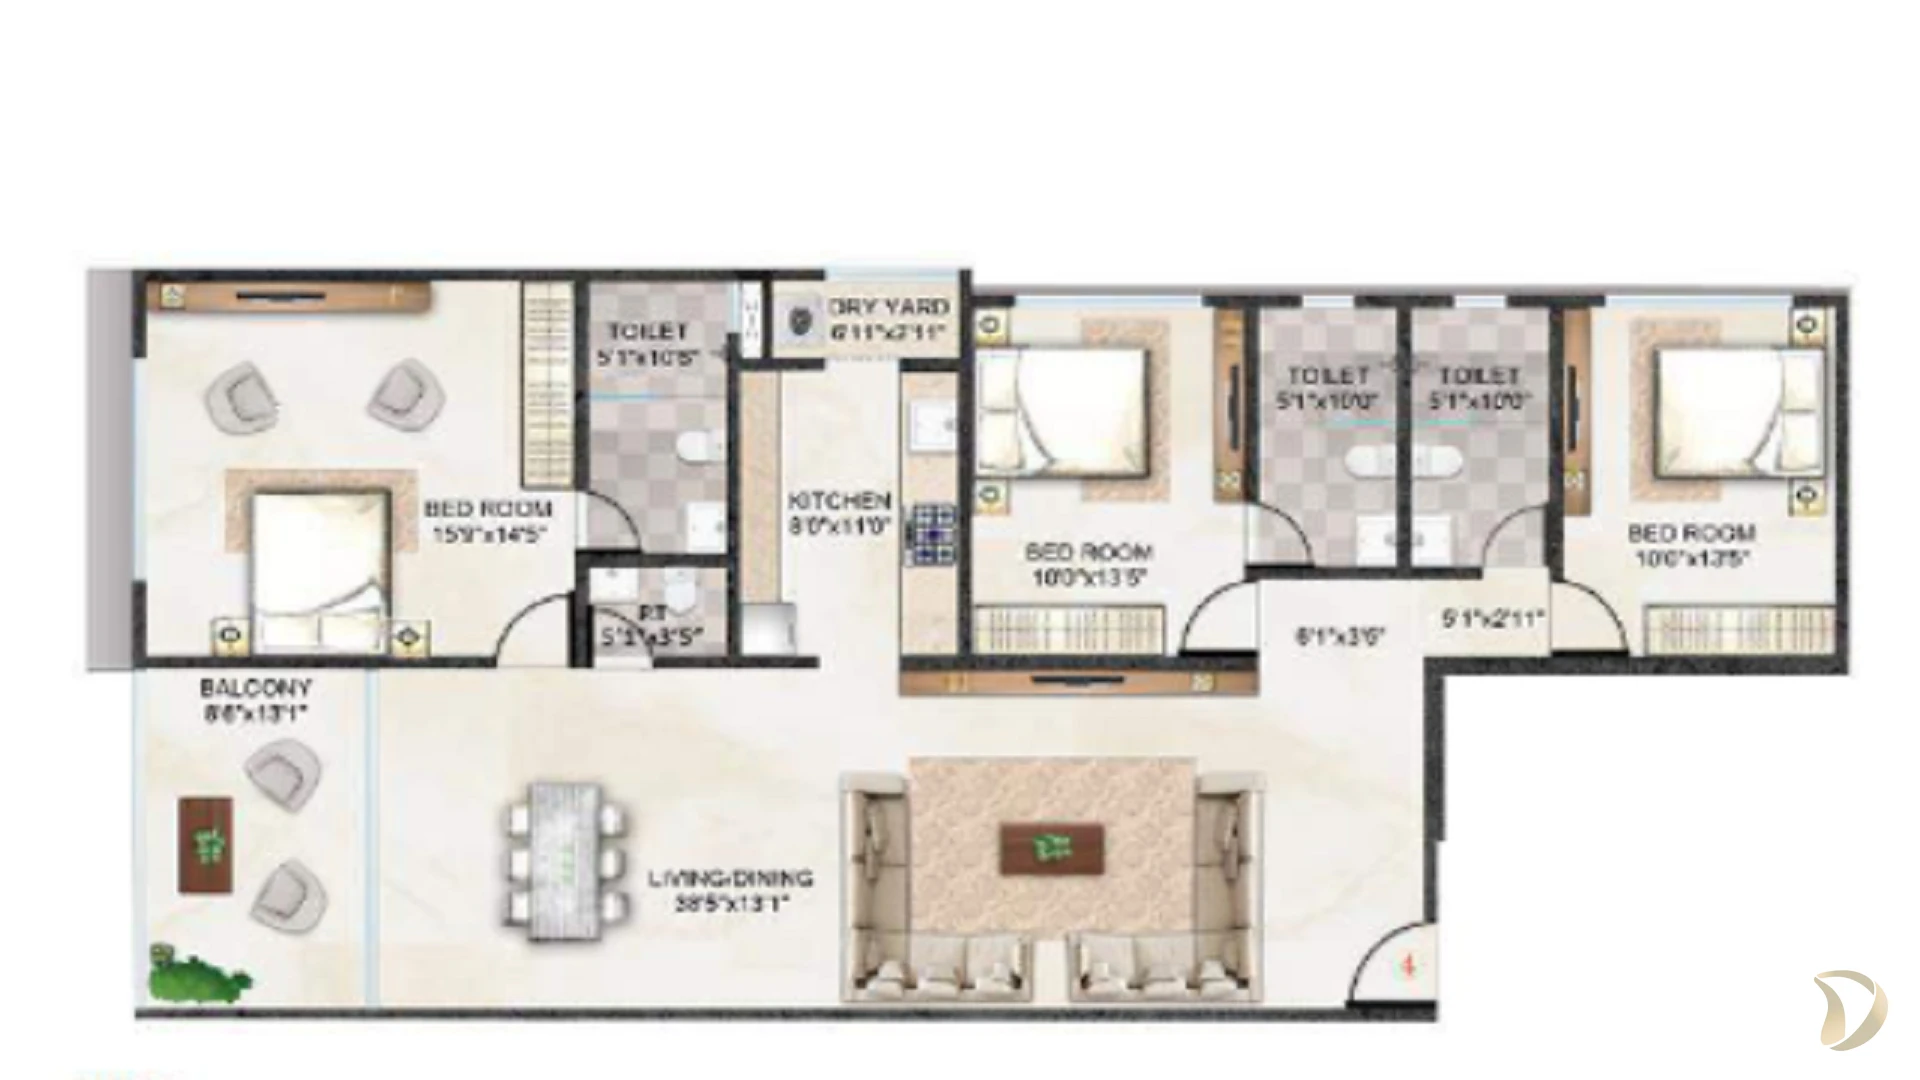 DRY YARD
6'11"x2'11"
TOILET
5'1"x10'5"
TOILET
5'1"x10'0"
TOILET
5'1"x10'0"
BED ROOM
15'9"x14'5"
KITCHEN
8'0"x11'0"
BED ROOM
10'0"x13'5"
BED ROOM
10'0"x13'5"
5'1"x3'5"
6'1"x3'6"
5'1"x2'11"
BALCONY
8'6"x13'1"
LIVING/DINING
38'5"x13'1"
4